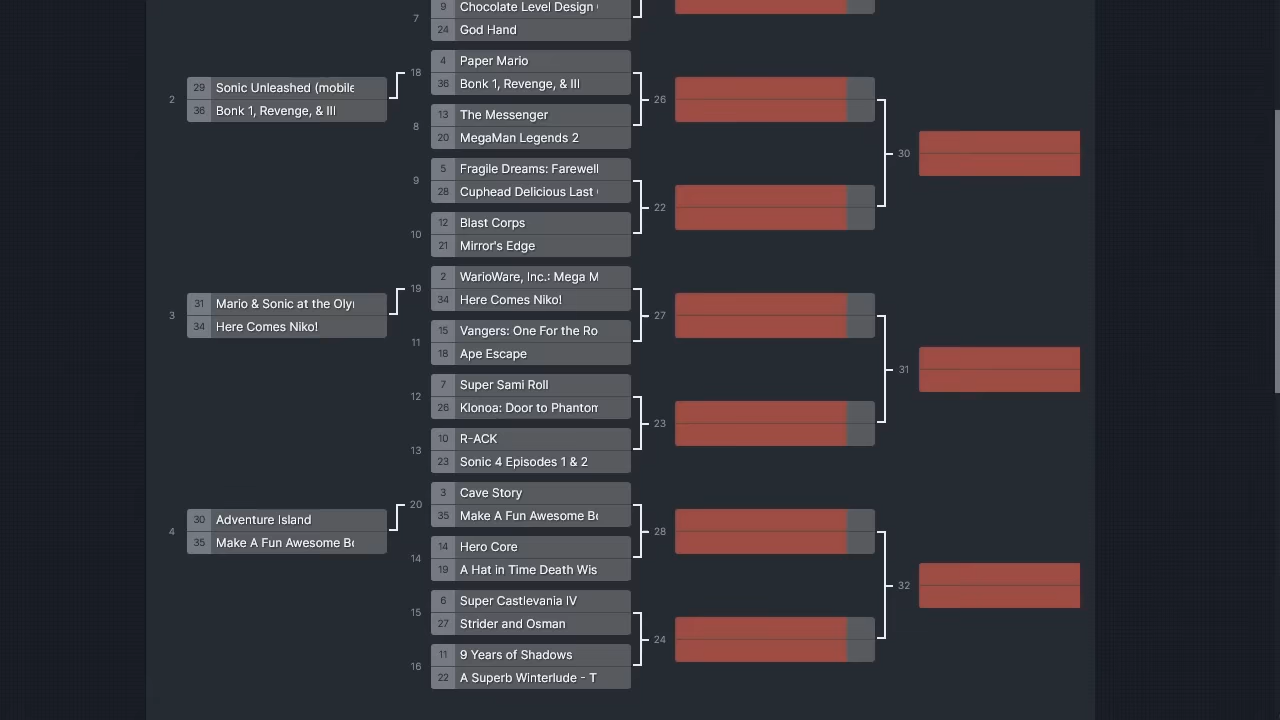 7
9 Chocolate Level Design
24 God Hand
18
4 Paper Mario
36 Bonk 1, Revenge, & III
2
29 Sonic Unleashed (mobile
36 Bonk 1, Revenge, & III
8
13 The Messenger
20 MegaMan Legends 2
26
9
5 Fragile Dreams: Farewell
28 Cuphead Delicious Last
10
12 Blast Corps
21 Mirror's Edge
22
30
19
2 WarioWare, Inc.: Mega M
34 Here Comes Niko!
3
31 Mario & Sonic at the Oly
34 Here Comes Niko!
11
15 Vangers: One For the Ro
18 Ape Escape
27
12
7 Super Sami Roll
26 Klonoa: Door to Phantom
13
10 R-ACK
23 Sonic 4 Episodes 1 & 2
23
31
20
3 Cave Story
35 Make A Fun Awesome Bo
4
30 Adventure Island
35 Make A Fun Awesome Bo
14
14 Hero Core
19 A Hat in Time Death Wis
28
15
6 Super Castlevania IV
27 Strider and Osman
16
11 9 Years of Shadows
22 A Superb Winterlude - T
24
32